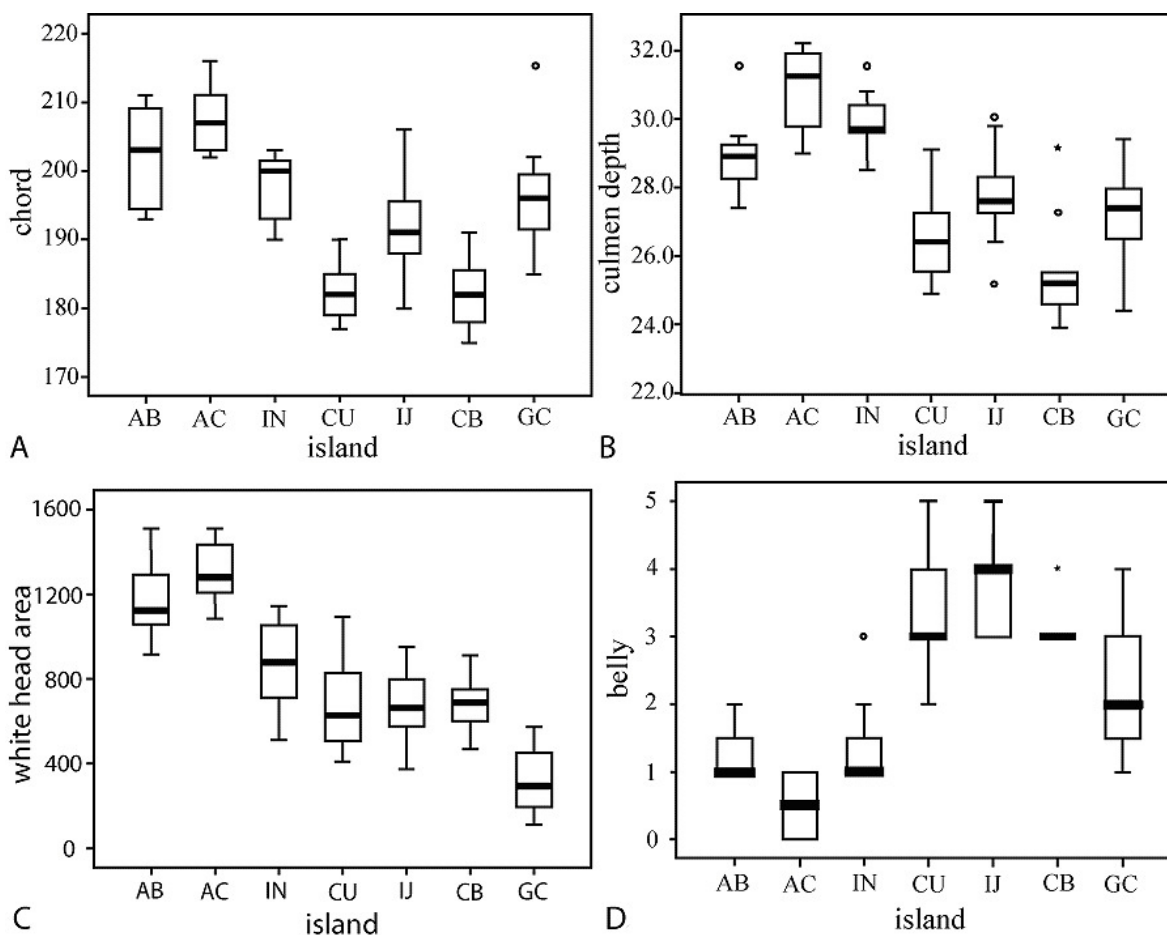 220
210
200
190
180
170
chord
AB AC IN CU IJ CB GC
island
A
32.0
30.0
28.0
26.0
24.0
22.0
culmen depth
AB AC IN CU IJ CB GC
island
B
1600
1200
800
400
0
white head area
AB AC IN CU IJ CB GC
island
C
5
4
3
2
1
0
belly
AB AC IN CU IJ CB GC
island
D